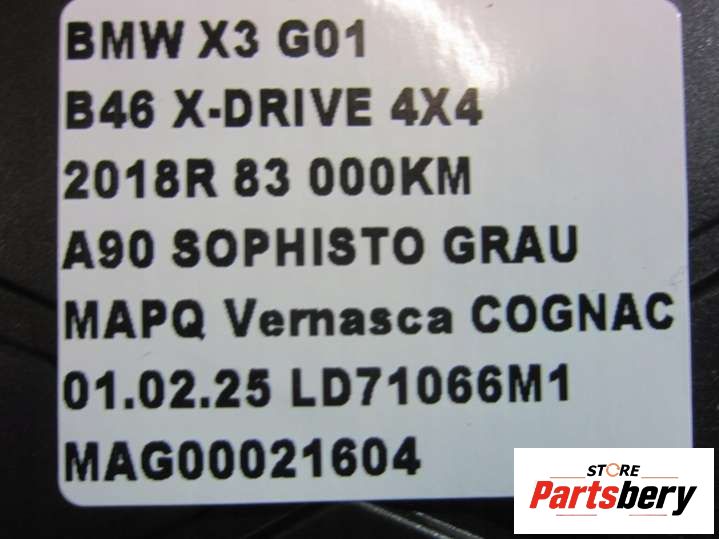 BMW X3 G01
B46 X-DRIVE 4X4
2018R 83 000KM
A90 SOPHISTO GRAU
MAPQ Vernasca COGNAC
01.02.25 LD71066M1
MAG00021604
STORE
Partsbery